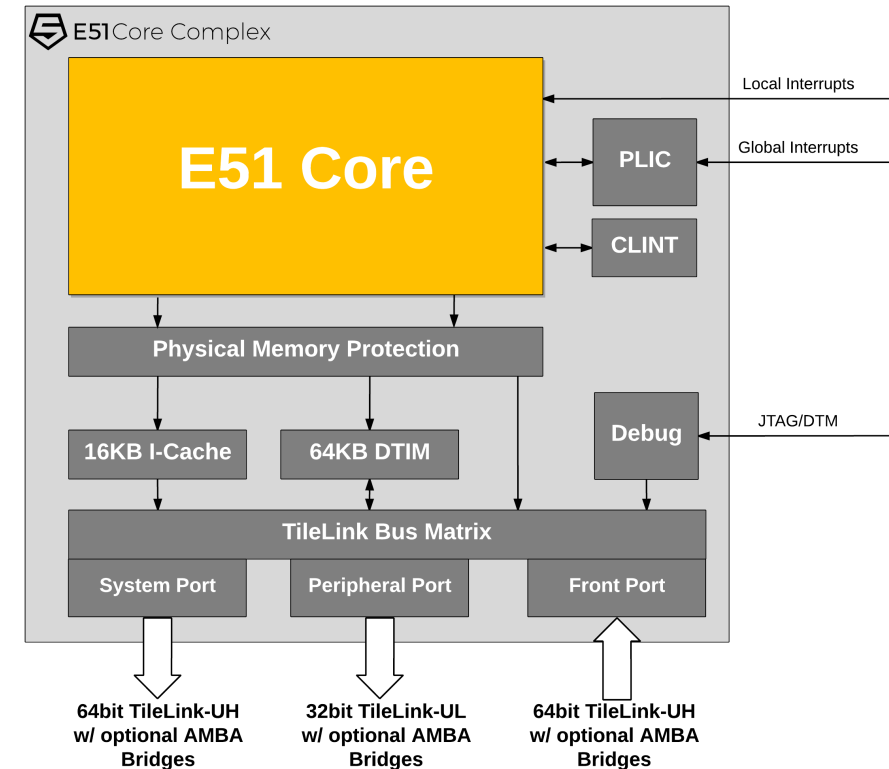 E51Core Complex
Local Interrupts
E51 Core
PLIC
Global Interrupts
CLINT
Physical Memory Protection
JTAG/DTM
Debug
16KB I-Cache
64KB DTIM
TileLink Bus Matrix
System Port
Peripheral Port
Front Port
64bit TileLink-UH
w/ optional AMBA
Bridges
32bit TileLink-UL
w/ optional AMBA
Bridges
64bit TileLink-UH
w/ optional AMBA
Bridges